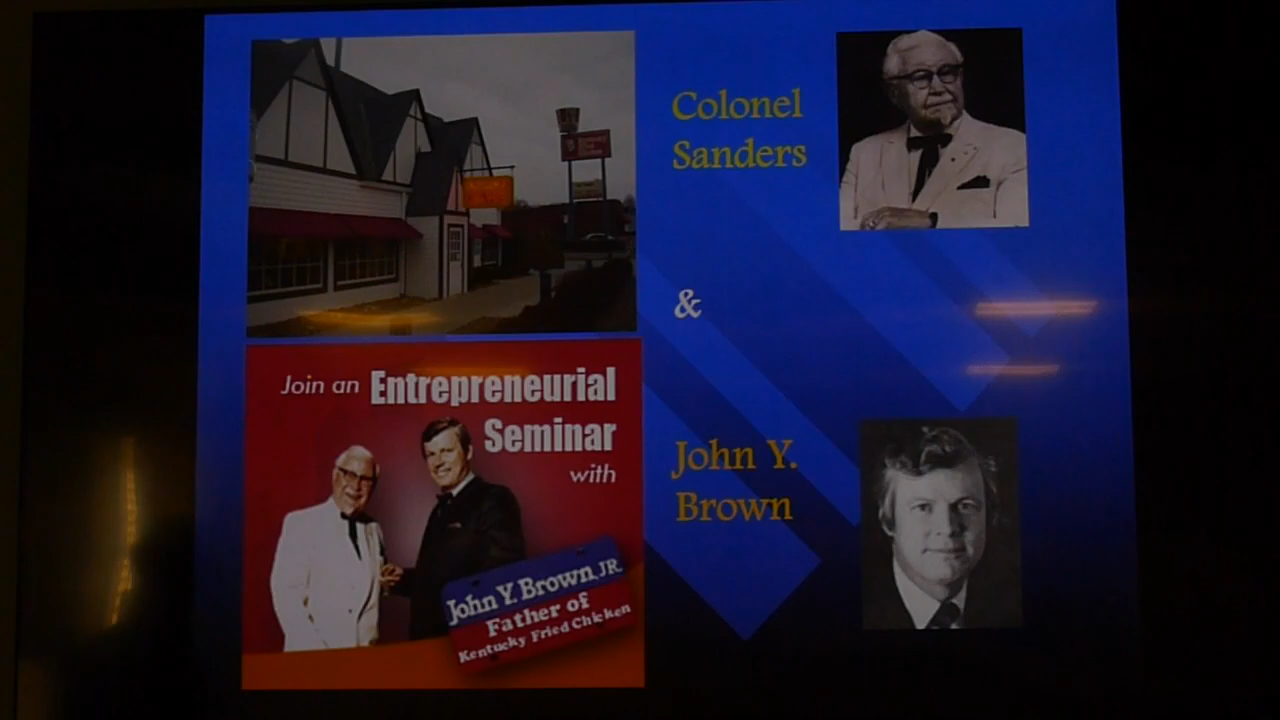 Colonel
Sanders
&
John Y.
Brown
Join an Entrepreneurial
Seminar
with
John Y. Brown, JR.
Father of
Kentucky Fried Chicken